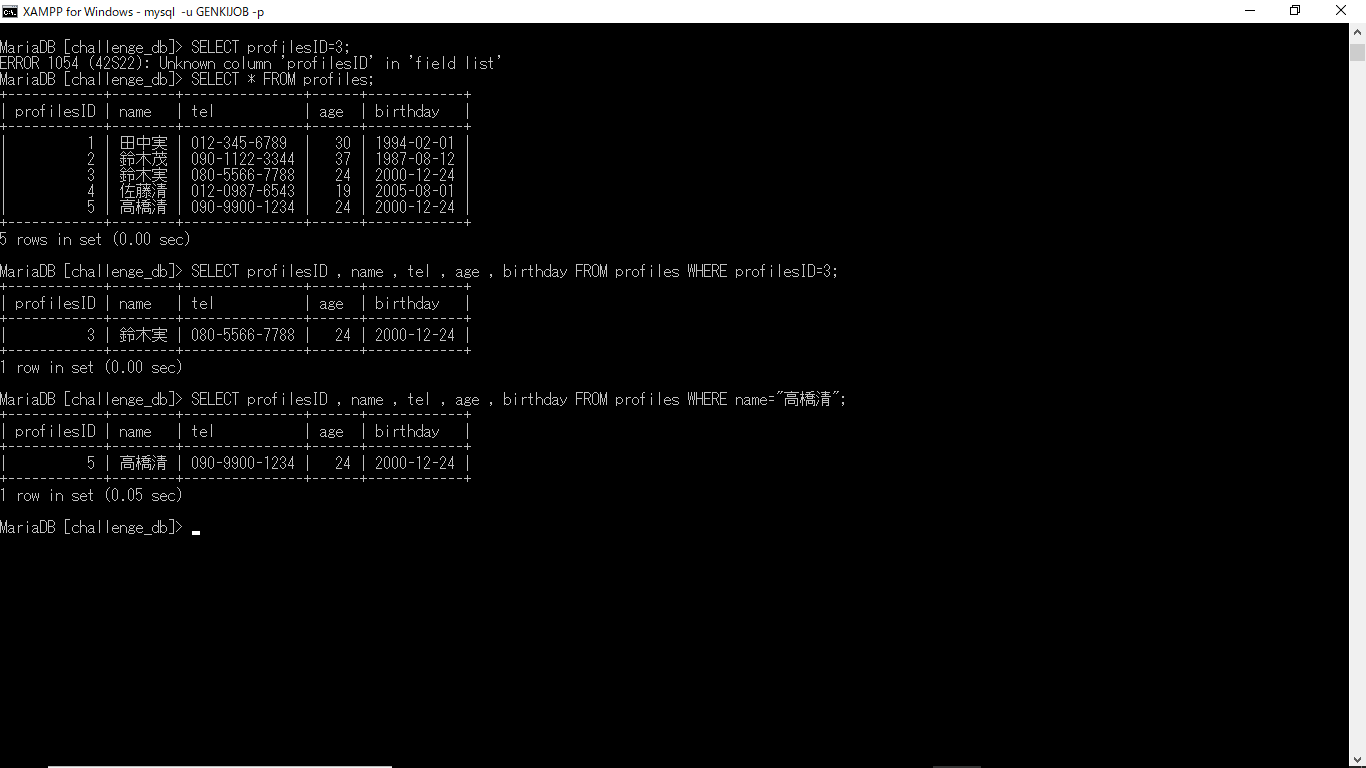 XAMPP for Windows - mysql  -u GENKIJOB -p
MariaDB [challenge_db]> SELECT profilesID=3;
ERROR 1054 (42S22): Unknown column 'profilesID' in 'field list'
MariaDB [challenge_db]> SELECT * FROM profiles;
+------------+--------+---------------+------+------------+
| profilesID | name   | tel           | age  | birthday   |
+------------+--------+---------------+------+------------+
|          1 | 田中実 | 012-345-6789  |   30 | 1994-02-01 |
|          2 | 鈴木茂 | 090-1122-3344 |   37 | 1987-08-12 |
|          3 | 鈴木実 | 080-5566-7788 |   24 | 2000-12-24 |
|          4 | 佐藤清 | 012-0987-6543 |   19 | 2005-08-01 |
|          5 | 高橋清 | 090-9900-1234 |   24 | 2000-12-24 |
+------------+--------+---------------+------+------------+
5 rows in set (0.00 sec)
MariaDB [challenge_db]> SELECT profilesID , name , tel , age , birthday FROM profiles WHERE profilesID=3;
+------------+--------+---------------+------+------------+
| profilesID | name   | tel           | age  | birthday   |
+------------+--------+---------------+------+------------+
|          3 | 鈴木実 | 080-5566-7788 |   24 | 2000-12-24 |
+------------+--------+---------------+------+------------+
1 row in set (0.00 sec)
MariaDB [challenge_db]> SELECT profilesID , name , tel , age , birthday FROM profiles WHERE name="高橋清";
+------------+--------+---------------+------+------------+
| profilesID | name   | tel           | age  | birthday   |
+------------+--------+---------------+------+------------+
|          5 | 高橋清 | 090-9900-1234 |   24 | 2000-12-24 |
+------------+--------+---------------+------+------------+
1 row in set (0.05 sec)
MariaDB [challenge_db]>